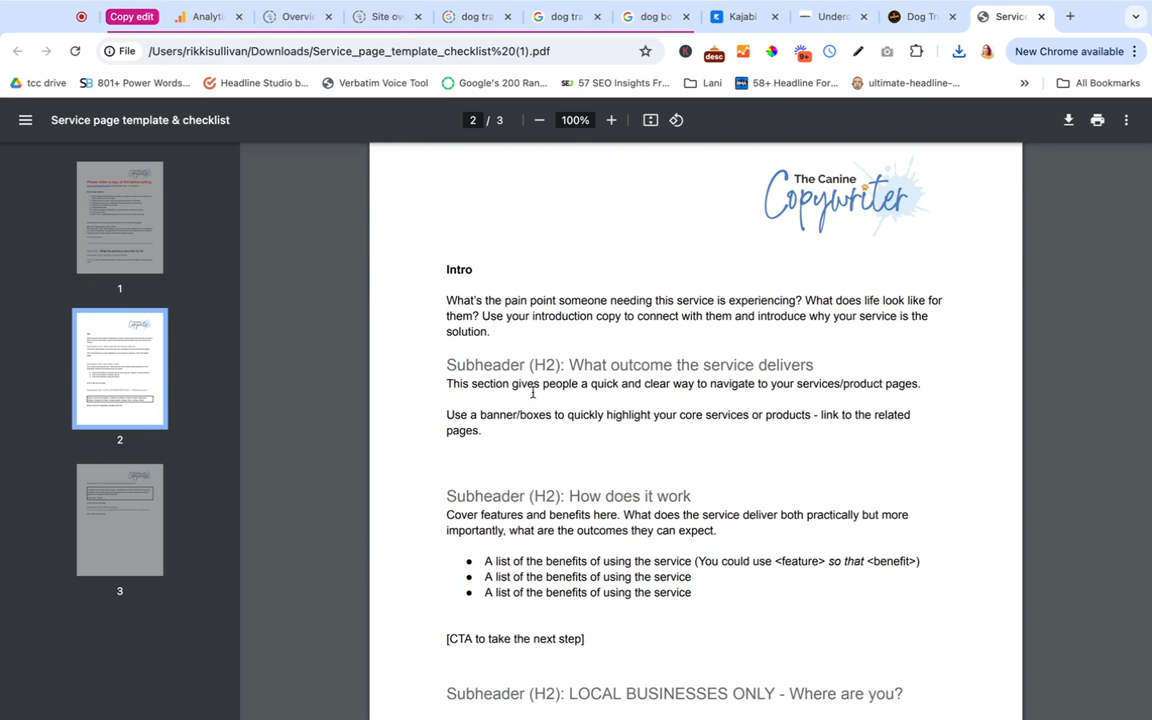 Copy edit
Analyti
Overvi
Site ov
dog tra
dog tra
dog bo
Kajabi
Underc
Dog Tr
Service
File
/Users/rikkisullivan/Downloads/Service_page_template_checklist%20(1).pdf
desc
9+
New Chrome available
tcc drive
801+ Power Words...
Headline Studio b...
Verbatim Voice Tool
Google's 200 Ran...
57 SEO Insights Fr...
Lani
58+ Headline For...
ultimate-headline-...
All Bookmarks
Service page template & checklist
2 / 3
100%
1
2
3
The Canine
Copywriter
Intro
What's the pain point someone needing this service is experiencing? What does life look like for
them? Use your introduction copy to connect with them and introduce why your service is the
solution.
Subheader (H2): What outcome the service delivers
This section gives people a quick and clear way to navigate to your services/product pages.
Use a banner/boxes to quickly highlight your core services or products - link to the related
pages.
Subheader (H2): How does it work
Cover features and benefits here. What does the service deliver both practically but more
importantly, what are the outcomes they can expect.
● A list of the benefits of using the service (You could use <feature> so that <benefit>)
● A list of the benefits of using the service
● A list of the benefits of using the service
[CTA to take the next step]
Subheader (H2): LOCAL BUSINESSES ONLY - Where are you?